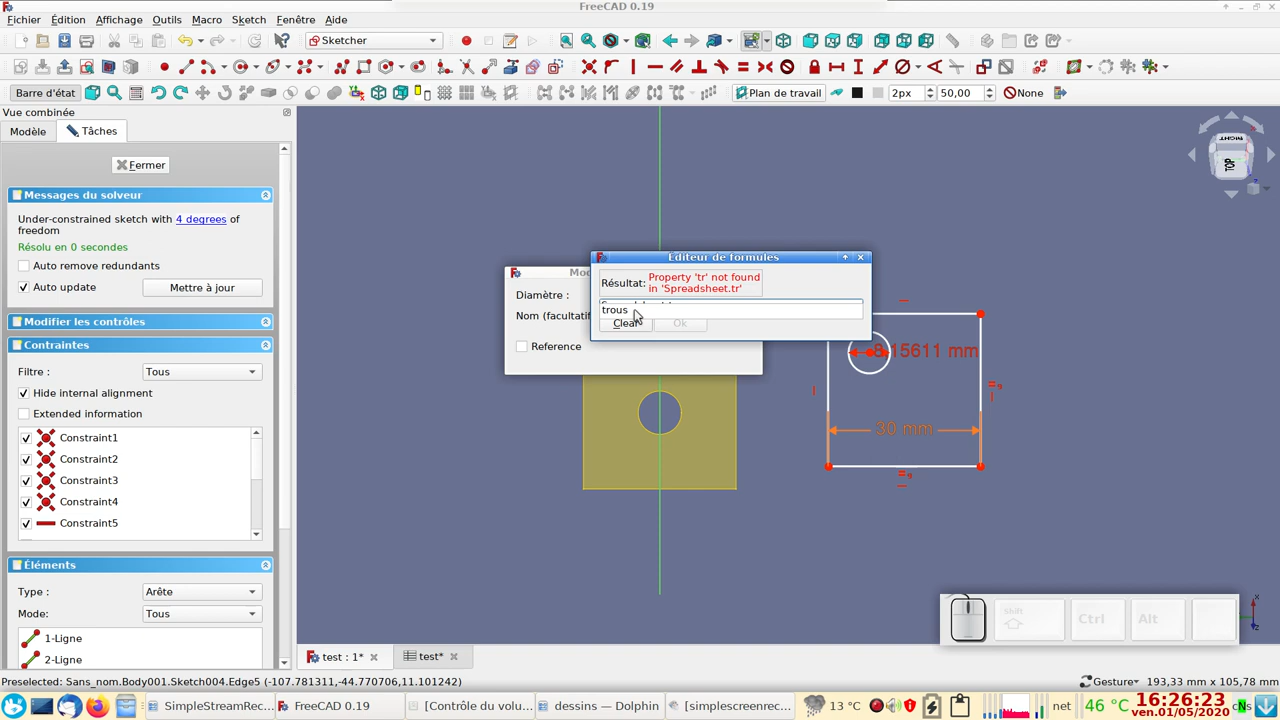 FreeCAD 0.19
Fichier Édition Affichage Outils Macro Sketch Fenêtre Aide
Sketcher
Barre d'état
Plan de travail
2px
50,00
None
Vue combinée
Modèle
Tâches
Fermer
Messages du solveur
Under-constrained sketch with 4 degrees of
freedom
Résolu en 0 secondes
Auto remove redundants
Auto update
Mettre à jour
Modifier les contrôles
Contraintes
Filtre :
Tous
Hide internal alignment
Extended information
Constraint1
Constraint2
Constraint3
Constraint4
Constraint5
Éléments
Type :
Arête
Mode:
Tous
1-Ligne
2-Ligne
Diamètre :
Nom (facultatif
Reference
Éditeur de formules
Résultat:
Property 'tr' not found
in 'Spreadsheet.tr'
trous
Clear
Ok
15611 mm
30 mm
RIGHT
TOP
Shift
Ctrl
Alt
test : 1*
test*
Preselected: Sans_nom.Body001.Sketch004.Edge5 (-107.781311,-44.770706,11.101242)
Gesture
193,33 mm x 105,78 mm
SimpleStreamRec...
FreeCAD 0.19
[Contrôle du volu...
dessins — Dolphin
[simplescreenrec...
13 °C
net
46 °C
16:26:23
ven.01/05/2020